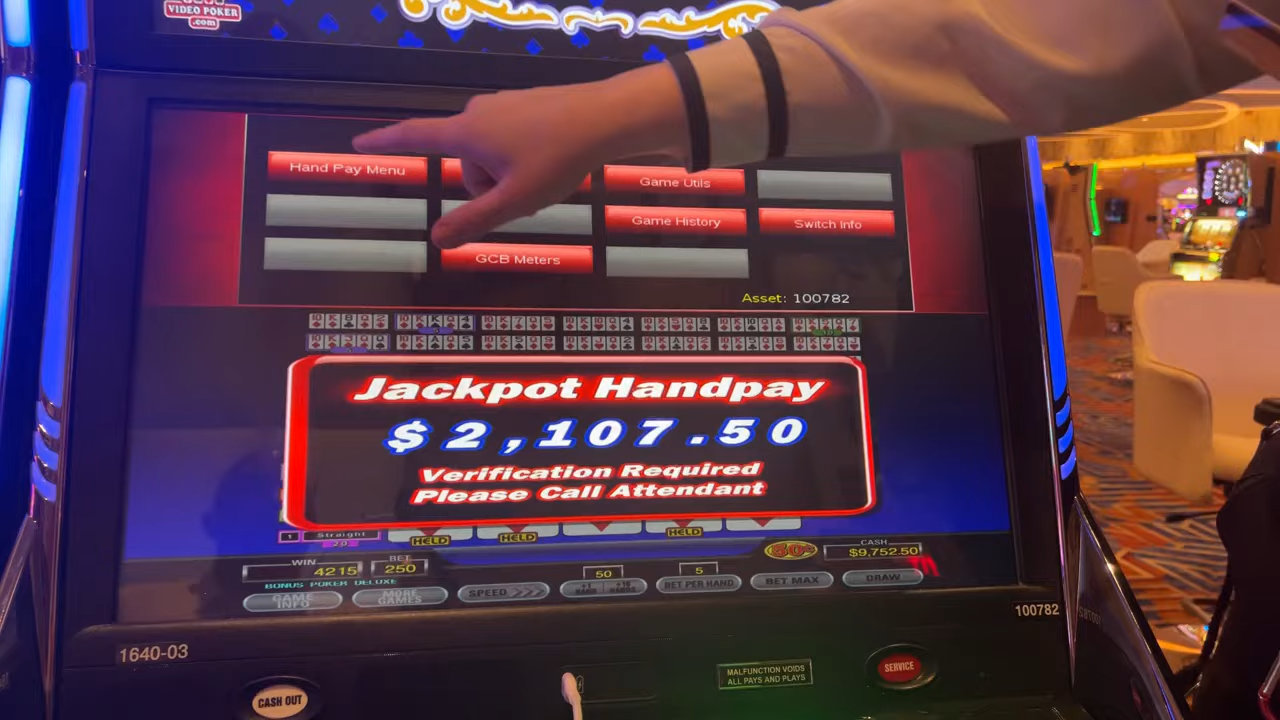 VIDEO POKER
.com
Hand Pay Menu
Game Utils
Game History
Switch Info
GCB Meters
Asset: 100782
Jackpot Handpay
$2,107.50
Verification Required
Please Call Attendant
1 Straight
20
HELD HELD HELD
WIN 4215
BET 250
50¢
CASH
$9,752.50
BONUS POKER DELUXE
GAME INFO
MORE GAMES
SPEED
50
5
BET PER HAND
BET MAX
DRAW
100782
1640-03
CASH OUT
MALFUNCTION VOIDS
ALL PAYS AND PLAYS
SERVICE